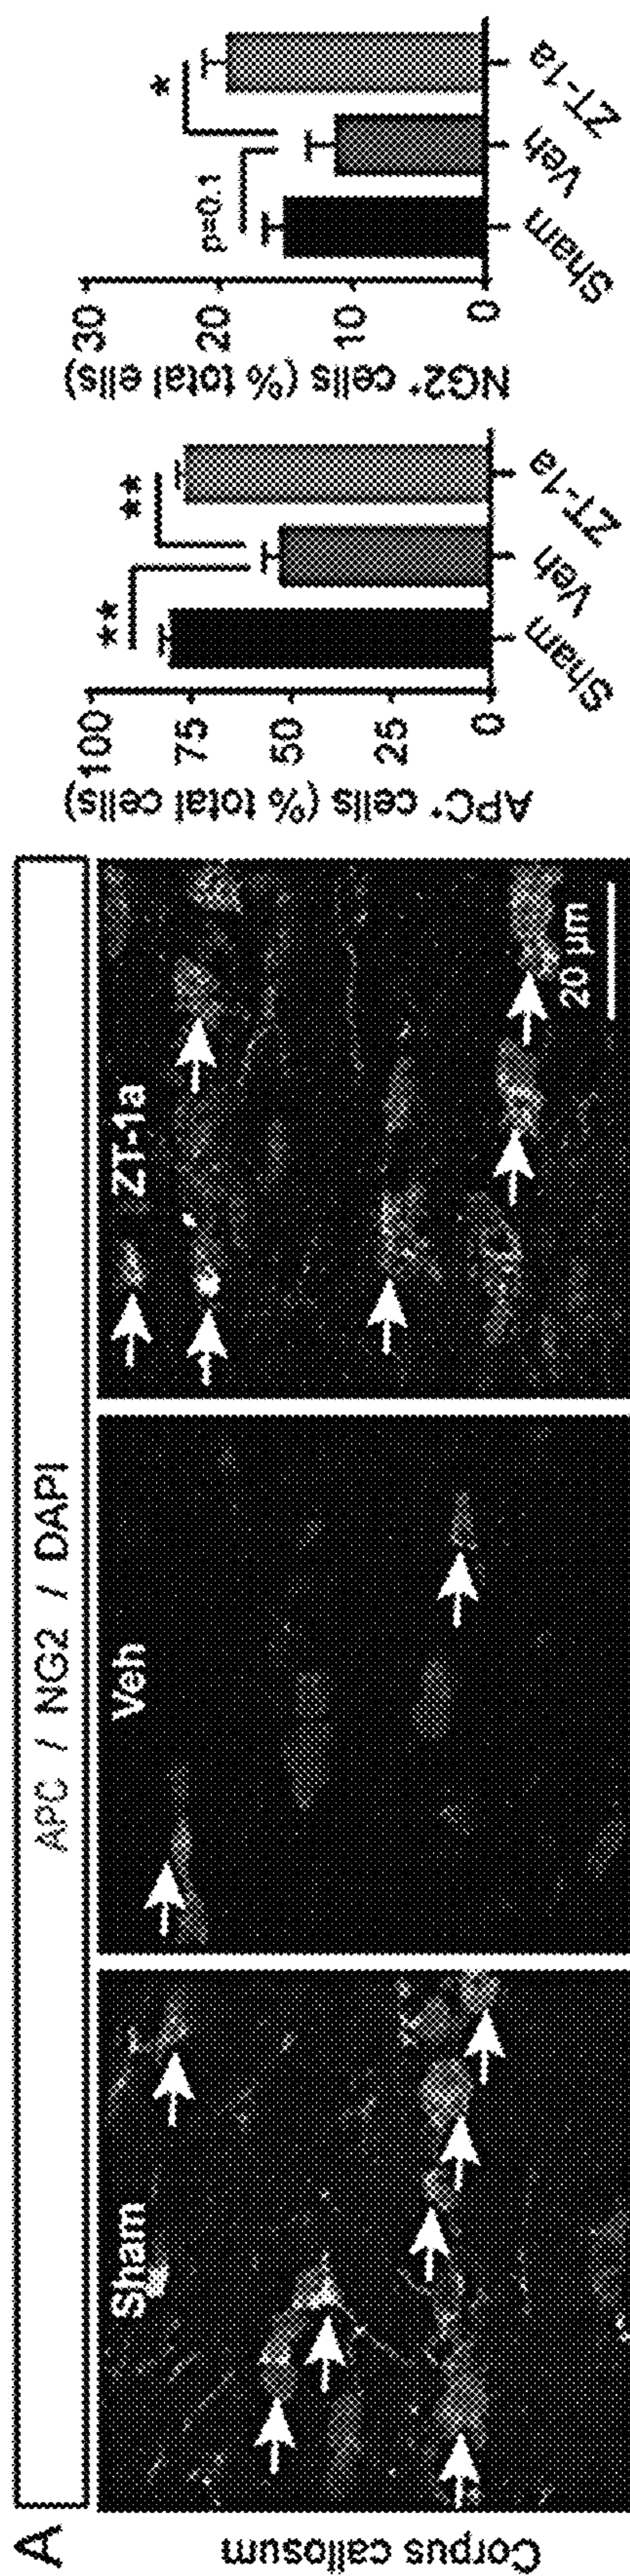 A
APC / NG2 / DAPI
Corpus callosum
Sham
Veh
ZT-1a
20 µm
APC⁺ cells (% total cells)
100
75
50
25
0
**
**
Sham
Veh
ZT-1a
NG2⁺ cells (% total ells)
30
20
10
0
p=0.1
*
Sham
Veh
ZT-1a